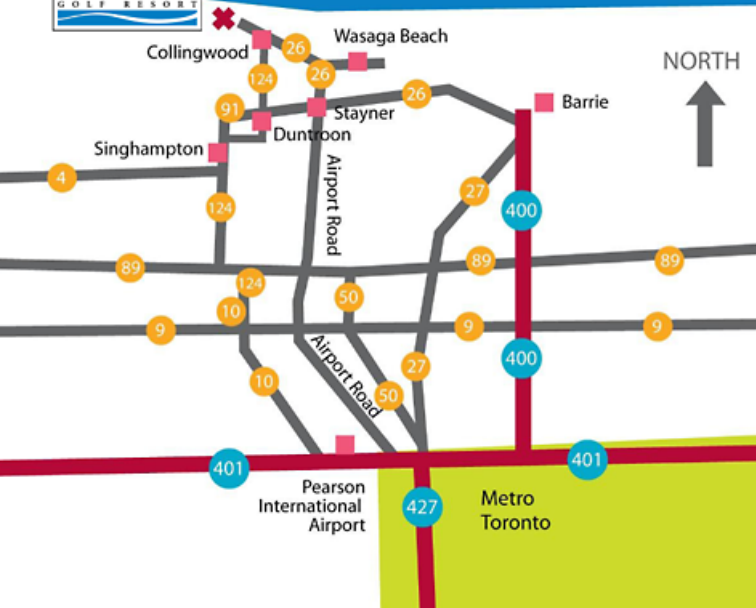 GOLF RESORT
Wasaga Beach
Collingwood
26
NORTH
26
124
26
91
Barrie
Stayner
Duntroon
Singhampton
Airport Road
4
27
124
400
89
89
89
124
50
10
9
9
9
Airport Road
400
27
10
50
401
401
Pearson
International
Airport
427
Metro
Toronto